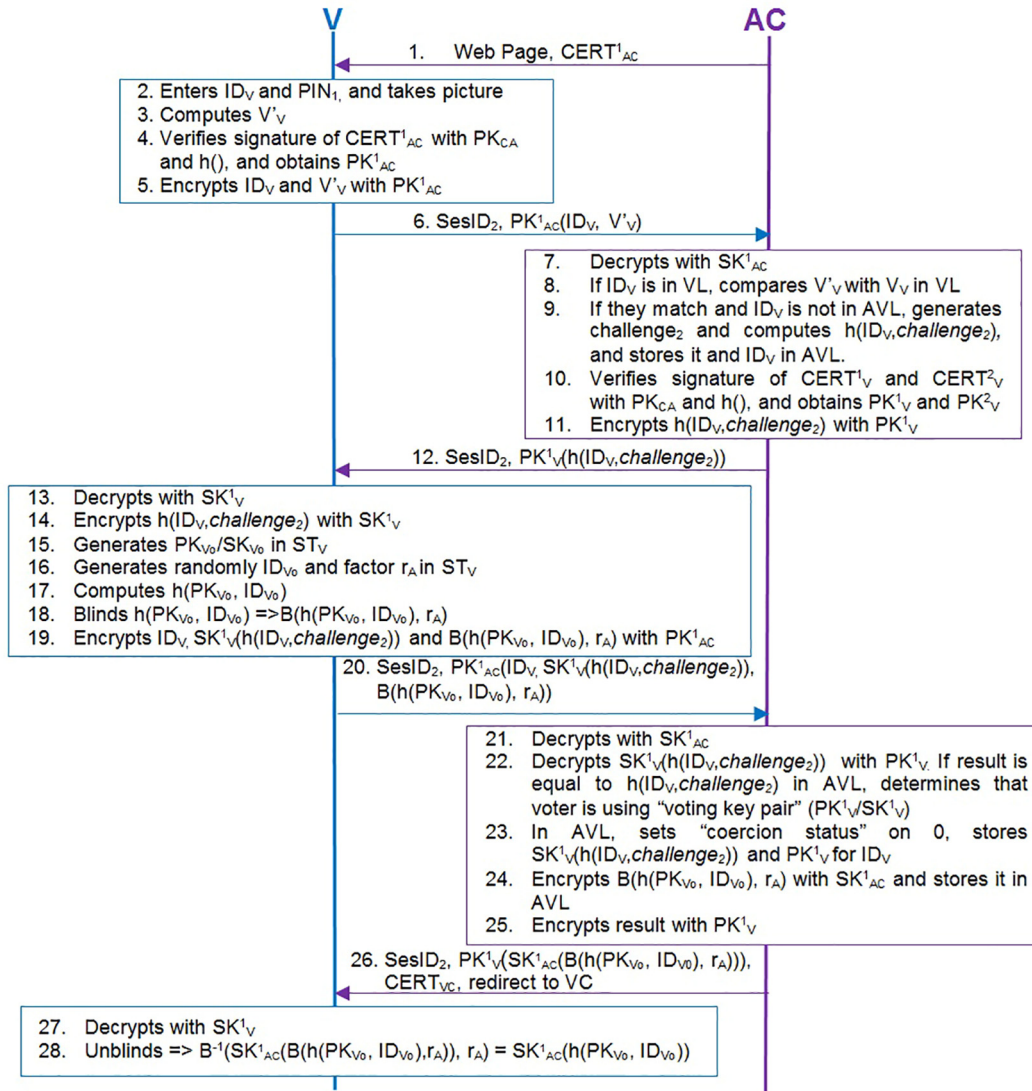 V
AC
1. Web Page, CERT¹AC
2. Enters IDV and PIN1, and takes picture
3. Computes V'V
4. Verifies signature of CERT¹AC with PKCA
and h(), and obtains PK¹AC
5. Encrypts IDV and V'V with PK¹AC
6. SesID2, PK¹AC(IDV, V'V)
7. Decrypts with SK¹AC
8. If IDV is in VL, compares V'V with VV in VL
9. If they match and IDV is not in AVL, generates
challenge2 and computes h(IDV,challenge2),
and stores it and IDV in AVL.
10. Verifies signature of CERT¹V and CERT²V
with PKCA and h(), and obtains PK¹V and PK²V
11. Encrypts h(IDV,challenge2) with PK¹V
12. SesID2, PK¹V(h(IDV,challenge2))
13. Decrypts with SK¹V
14. Encrypts h(IDV,challenge2) with SK¹V
15. Generates PKV0/SKV0 in STV
16. Generates randomly IDV0 and factor rA in STV
17. Computes h(PKV0, IDV0)
18. Blinds h(PKV0, IDV0) =>B(h(PKV0, IDV0), rA)
19. Encrypts IDV, SK¹V(h(IDV,challenge2)) and B(h(PKV0, IDV0), rA) with PK¹AC
20. SesID2, PK¹AC(IDV, SK¹V(h(IDV,challenge2)),
B(h(PKV0, IDV0), rA))
21. Decrypts with SK¹AC
22. Decrypts SK¹V(h(IDV,challenge2)) with PK¹V. If result is
equal to h(IDV,challenge2) in AVL, determines that
voter is using “voting key pair” (PK¹V/SK¹V)
23. In AVL, sets “coercion status” on 0, stores
SK¹V(h(IDV,challenge2)) and PK¹V for IDV
24. Encrypts B(h(PKV0, IDV0), rA) with SK¹AC and stores it in
AVL
25. Encrypts result with PK¹V
26. SesID2, PK¹V(SK¹AC(B(h(PKV0, IDV0), rA))),
CERTVC, redirect to VC
27. Decrypts with SK¹V
28. Unblinds => B⁻¹(SK¹AC(B(h(PKV0, IDV0),rA)), rA) = SK¹AC(h(PKV0, IDV0))